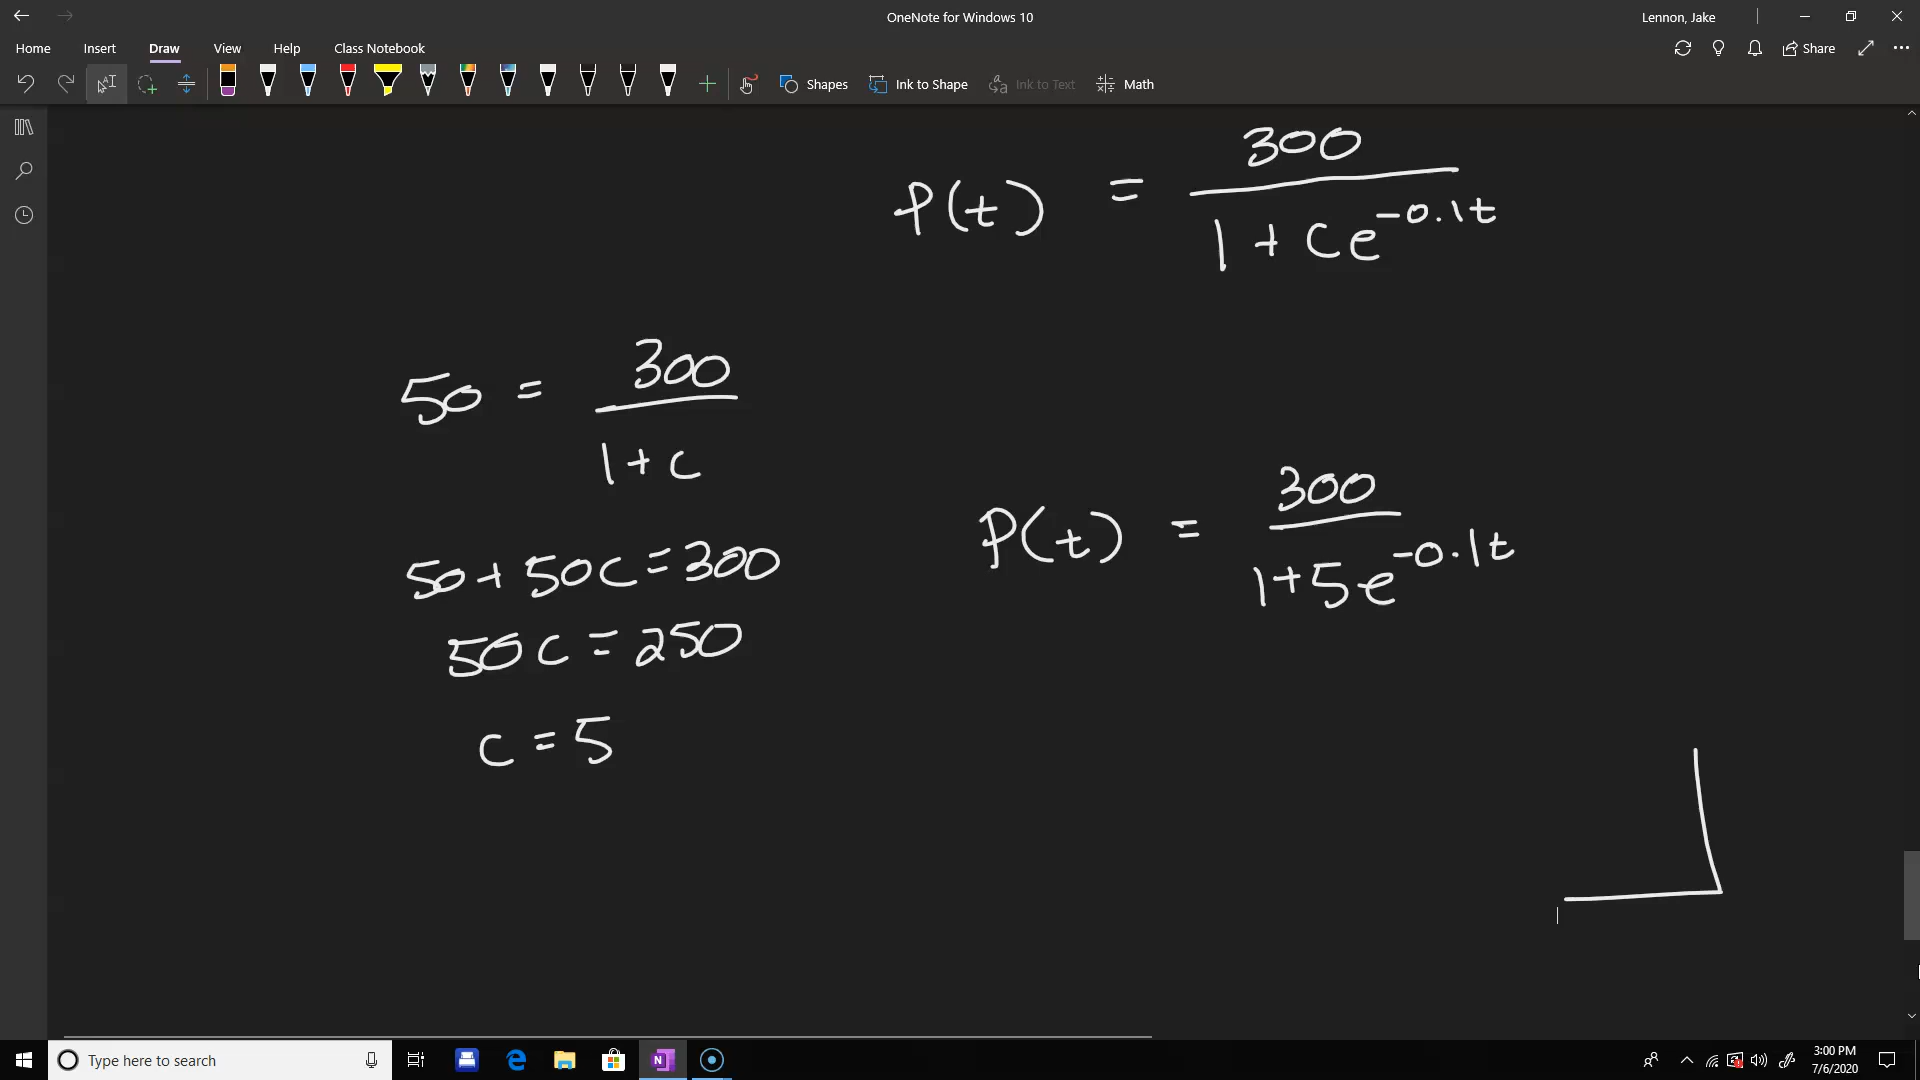 OneNote for Windows 10
Lennon, Jake
Home Insert Draw View Help Class Notebook
Share
Shapes Ink to Shape Ink to Text Math
P(t) = 300 / 1 + Ce^-0.1t
50 = 300 / 1 + C
50 + 50C = 300
50C = 250
C = 5
P(t) = 300 / 1 + 5e^-0.1t
Type here to search
3:00 PM
7/6/2020